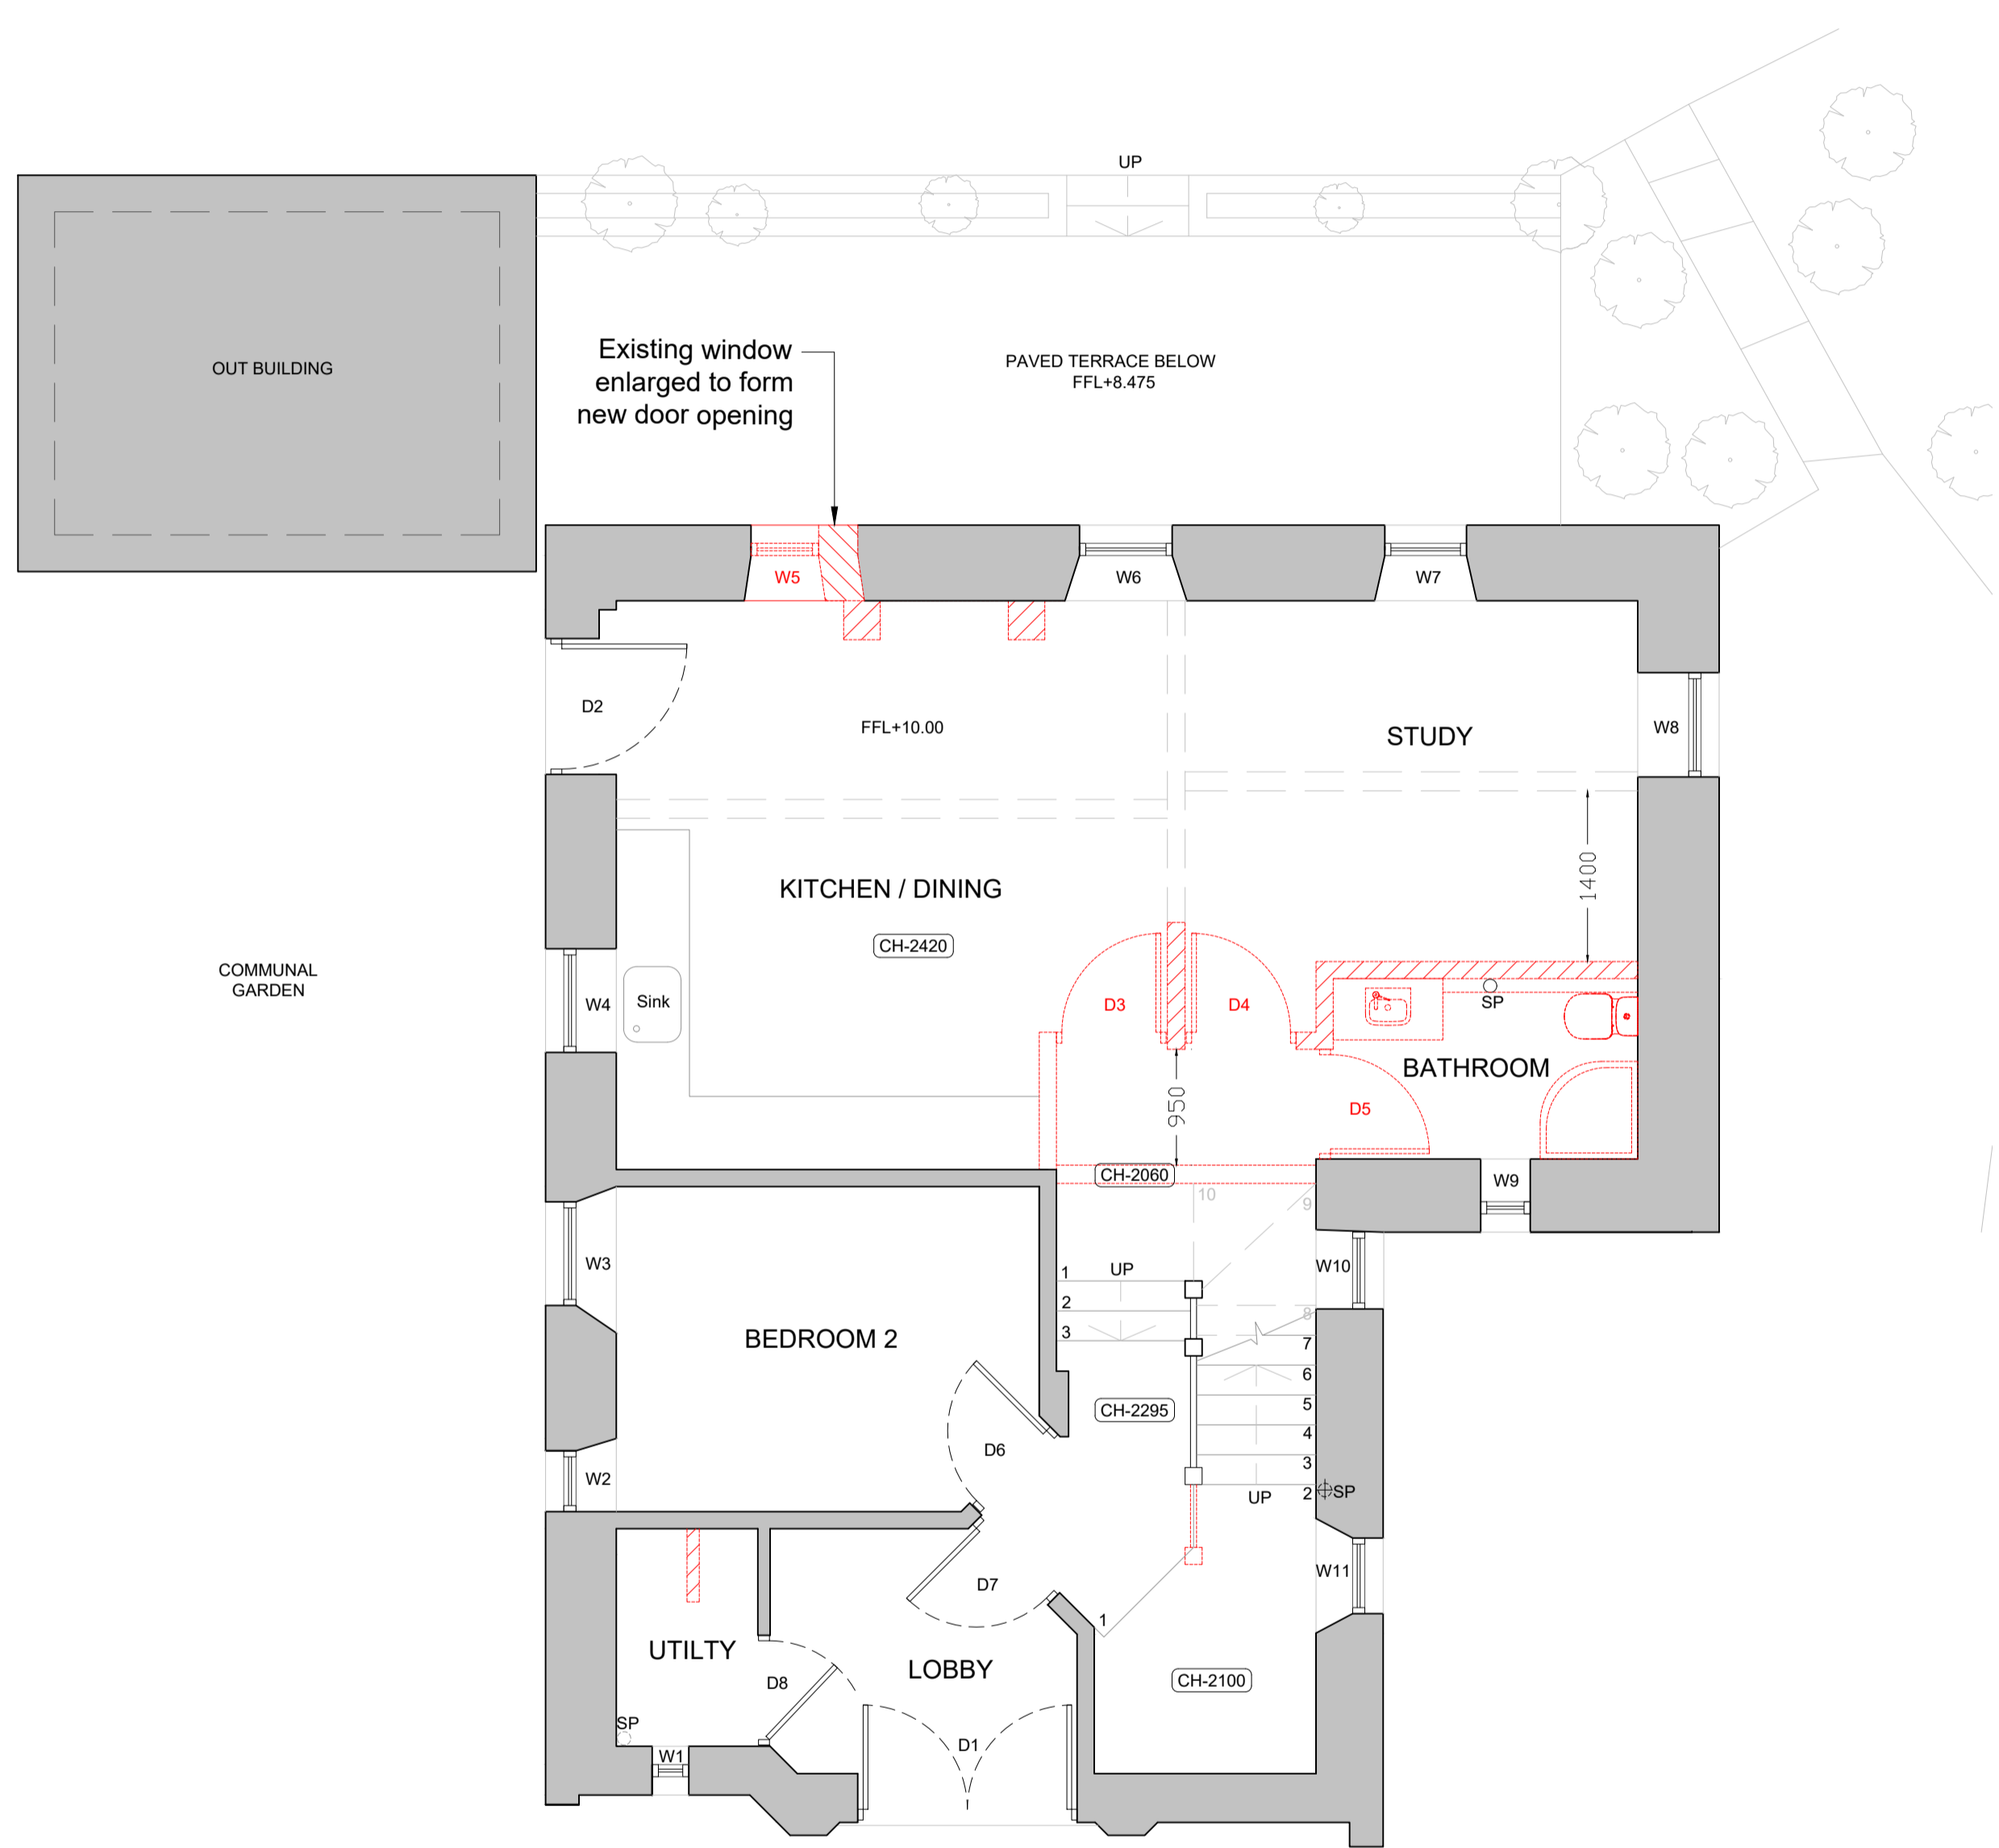 UP
OUT BUILDING
Existing window
enlarged to form
new door opening
PAVED TERRACE BELOW
FFL+8.475
W5
W6
W7
D2
FFL+10.00
STUDY
W8
KITCHEN / DINING
CH-2420
1400
COMMUNAL
GARDEN
W4
Sink
D3
D4
SP
BATHROOM
950
D5
CH-2060
W9
10
9
W3
1
UP
2
3
W10
8
7
6
5
4
3
2
UP
SP
BEDROOM 2
CH-2295
D6
W2
D7
W11
1
UTILTY
LOBBY
D8
CH-2100
SP
W1
D1